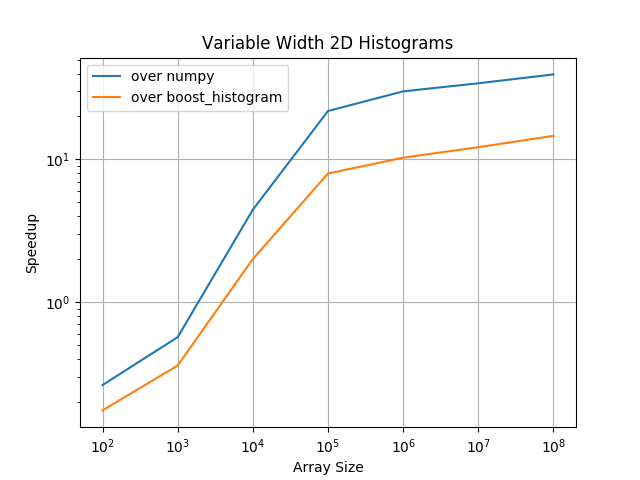 Variable Width 2D Histograms
over numpy
over boost_histogram
Speedup
10¹
10⁰
10² 10³ 10⁴ 10⁵ 10⁶ 10⁷ 10⁸
Array Size